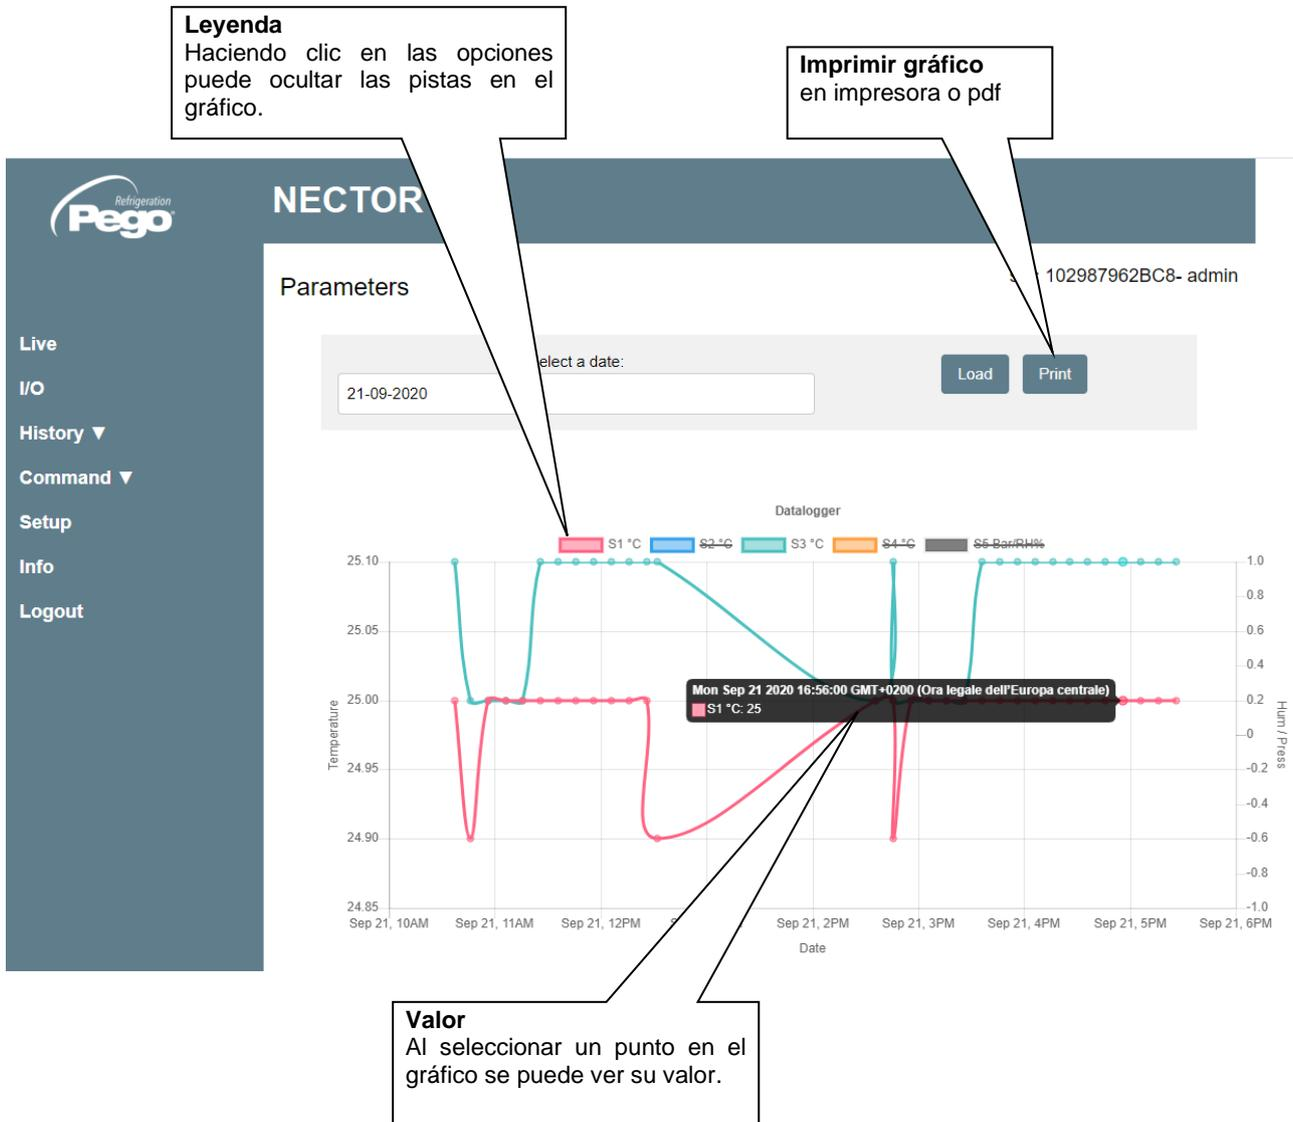 Leyenda
Haciendo clic en las opciones
puede ocultar las pistas en el
gráfico.
Imprimir gráfico
en impresora o pdf
Refrigeration
Pego
NECTOR
Parameters
102987962BC8- admin
Live
I/O
History ▼
Command ▼
Setup
Info
Logout
elect a date:
21-09-2020
Load
Print
Datalogger
S1 °C
S2 °C
S3 °C
S4 °C
S5 Bar/RH%
25.10
25.05
25.00
24.95
24.90
24.85
Temperature
1.0
0.8
0.6
0.4
0.2
0
-0.2
-0.4
-0.6
-0.8
-1.0
Hum / Press
Mon Sep 21 2020 16:56:00 GMT+0200 (Ora legale dell'Europa centrale)
S1 °C: 25
Sep 21, 10AM
Sep 21, 11AM
Sep 21, 12PM
Sep 21, 2PM
Sep 21, 3PM
Sep 21, 4PM
Sep 21, 5PM
Sep 21, 6PM
Date
Valor
Al seleccionar un punto en el
gráfico se puede ver su valor.